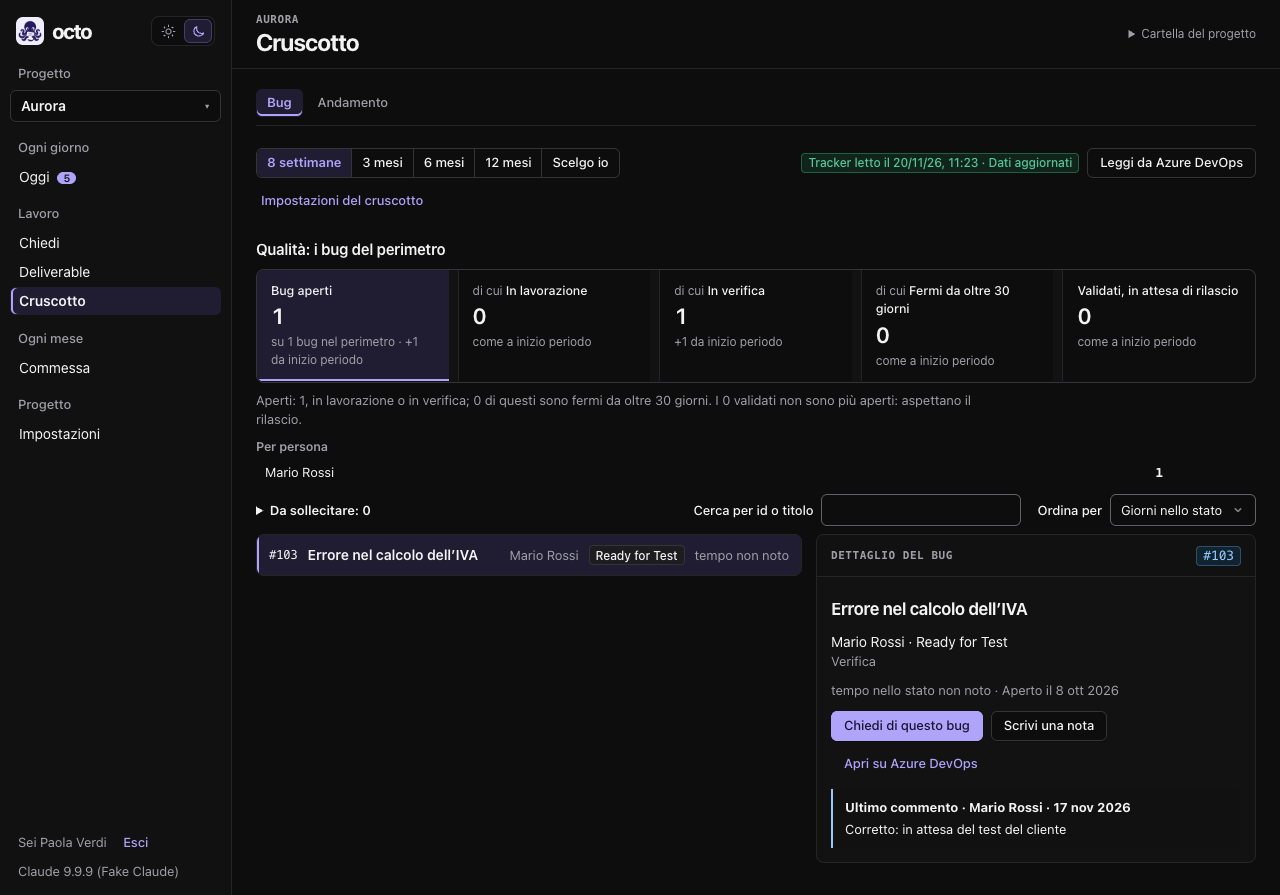 octo
Progetto
Aurora
Ogni giorno
Oggi 5
Lavoro
Chiedi
Deliverable
Cruscotto
Ogni mese
Commessa
Progetto
Impostazioni
Sei Paola Verdi Esci
Claude 9.9.9 (Fake Claude)
AURORA
Cruscotto
Cartella del progetto
Bug Andamento
8 settimane 3 mesi 6 mesi 12 mesi Scelgo io
Tracker letto il 20/11/26, 11:23 · Dati aggiornati
Leggi da Azure DevOps
Impostazioni del cruscotto
Qualità: i bug del perimetro
Bug aperti
1
su 1 bug nel perimetro · +1
da inizio periodo
di cui In lavorazione
0
come a inizio periodo
di cui In verifica
1
+1 da inizio periodo
di cui Fermi da oltre 30
giorni
0
come a inizio periodo
Validati, in attesa di rilascio
0
come a inizio periodo
Aperti: 1, in lavorazione o in verifica; 0 di questi sono fermi da oltre 30 giorni. I 0 validati non sono più aperti: aspettano il
rilascio.
Per persona
Mario Rossi 1
Da sollecitare: 0
Cerca per id o titolo
Ordina per Giorni nello stato
#103 Errore nel calcolo dell’IVA Mario Rossi Ready for Test tempo non noto
DETTAGLIO DEL BUG #103
Errore nel calcolo dell’IVA
Mario Rossi · Ready for Test
Verifica
tempo nello stato non noto · Aperto il 8 ott 2026
Chiedi di questo bug Scrivi una nota
Apri su Azure DevOps
Ultimo commento · Mario Rossi · 17 nov 2026
Corretto: in attesa del test del cliente